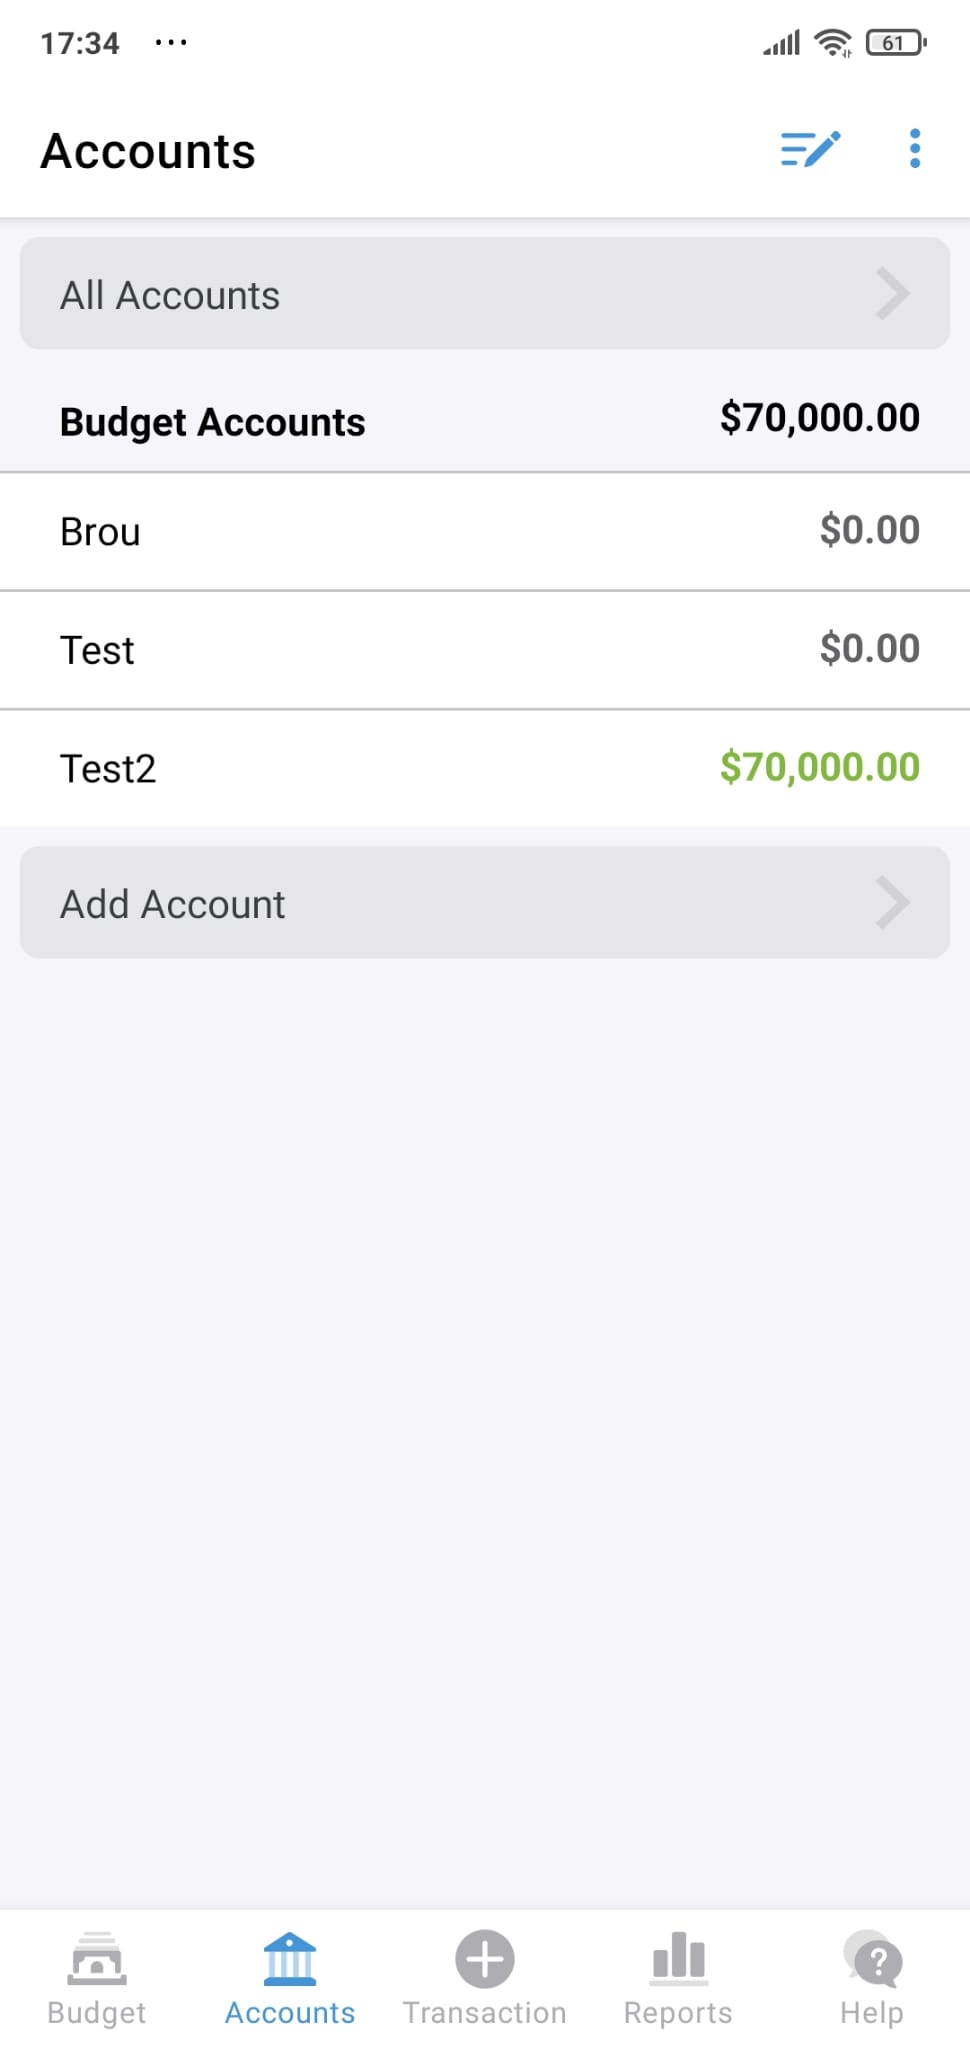 17:34 ...
61
Accounts
All Accounts
Budget Accounts $70,000.00
Brou $0.00
Test $0.00
Test2 $70,000.00
Add Account
Budget Accounts Transaction Reports Help